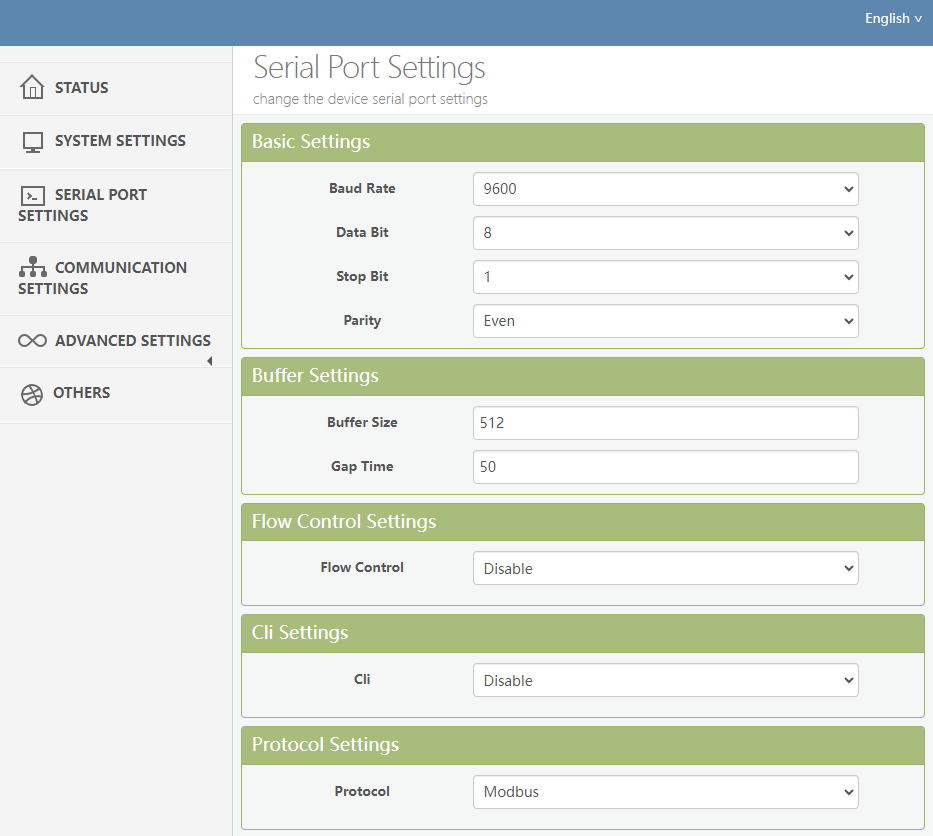 English ˅
STATUS
SYSTEM SETTINGS
SERIAL PORT
SETTINGS
COMMUNICATION
SETTINGS
ADVANCED SETTINGS
OTHERS
Serial Port Settings
change the device serial port settings
Basic Settings
Baud Rate 9600
Data Bit 8
Stop Bit 1
Parity Even
Buffer Settings
Buffer Size 512
Gap Time 50
Flow Control Settings
Flow Control Disable
Cli Settings
Cli Disable
Protocol Settings
Protocol Modbus